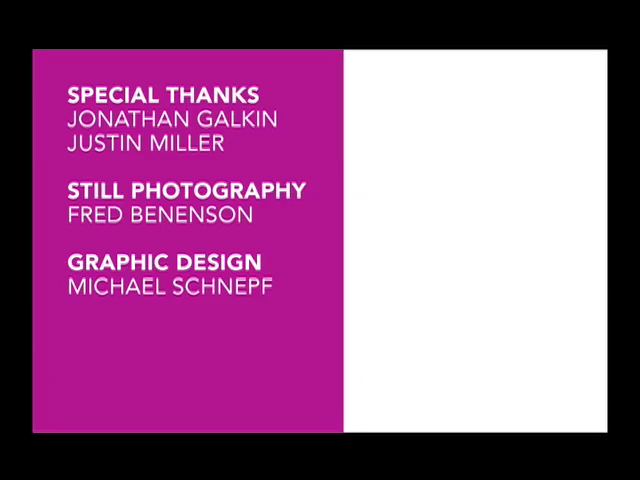 SPECIAL THANKS
JONATHAN GALKIN
JUSTIN MILLER
STILL PHOTOGRAPHY
FRED BENENSON
GRAPHIC DESIGN
MICHAEL SCHNEPF